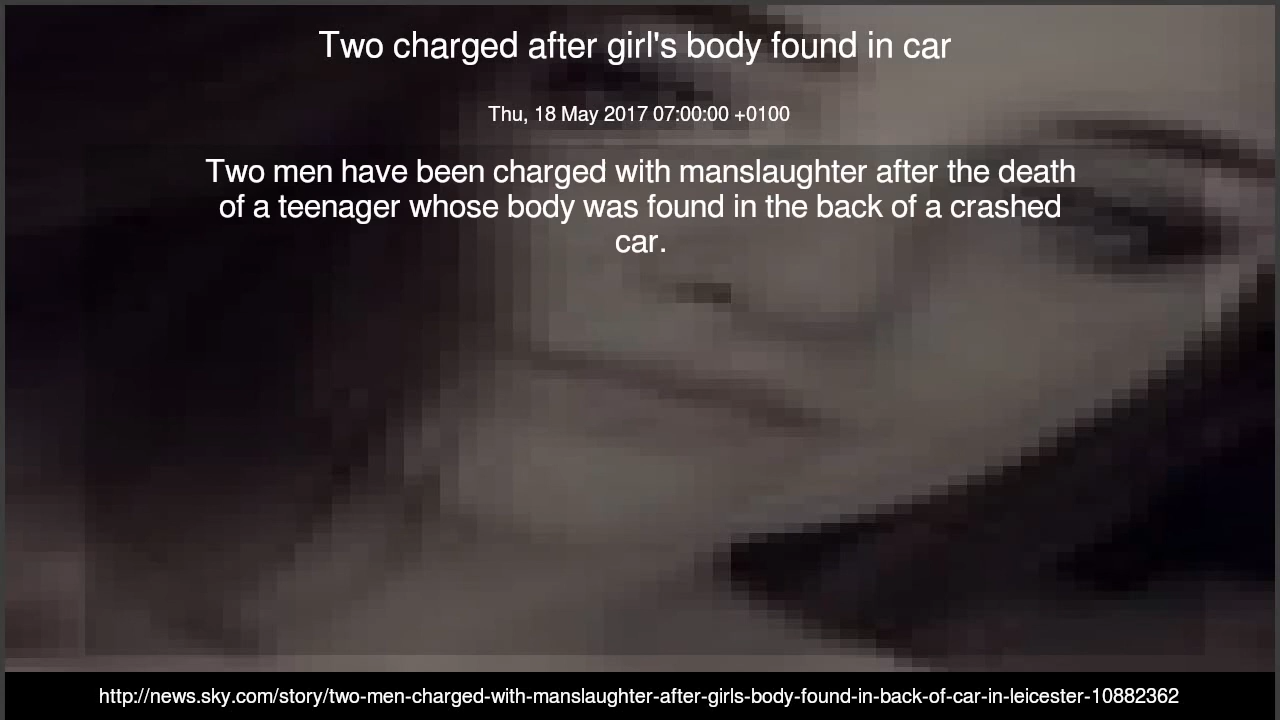 Two charged after girl's body found in car
Thu, 18 May 2017 07:00:00 +0100
Two men have been charged with manslaughter after the death
of a teenager whose body was found in the back of a crashed
car.
http://news.sky.com/story/two-men-charged-with-manslaughter-after-girls-body-found-in-back-of-car-in-leicester-10882362